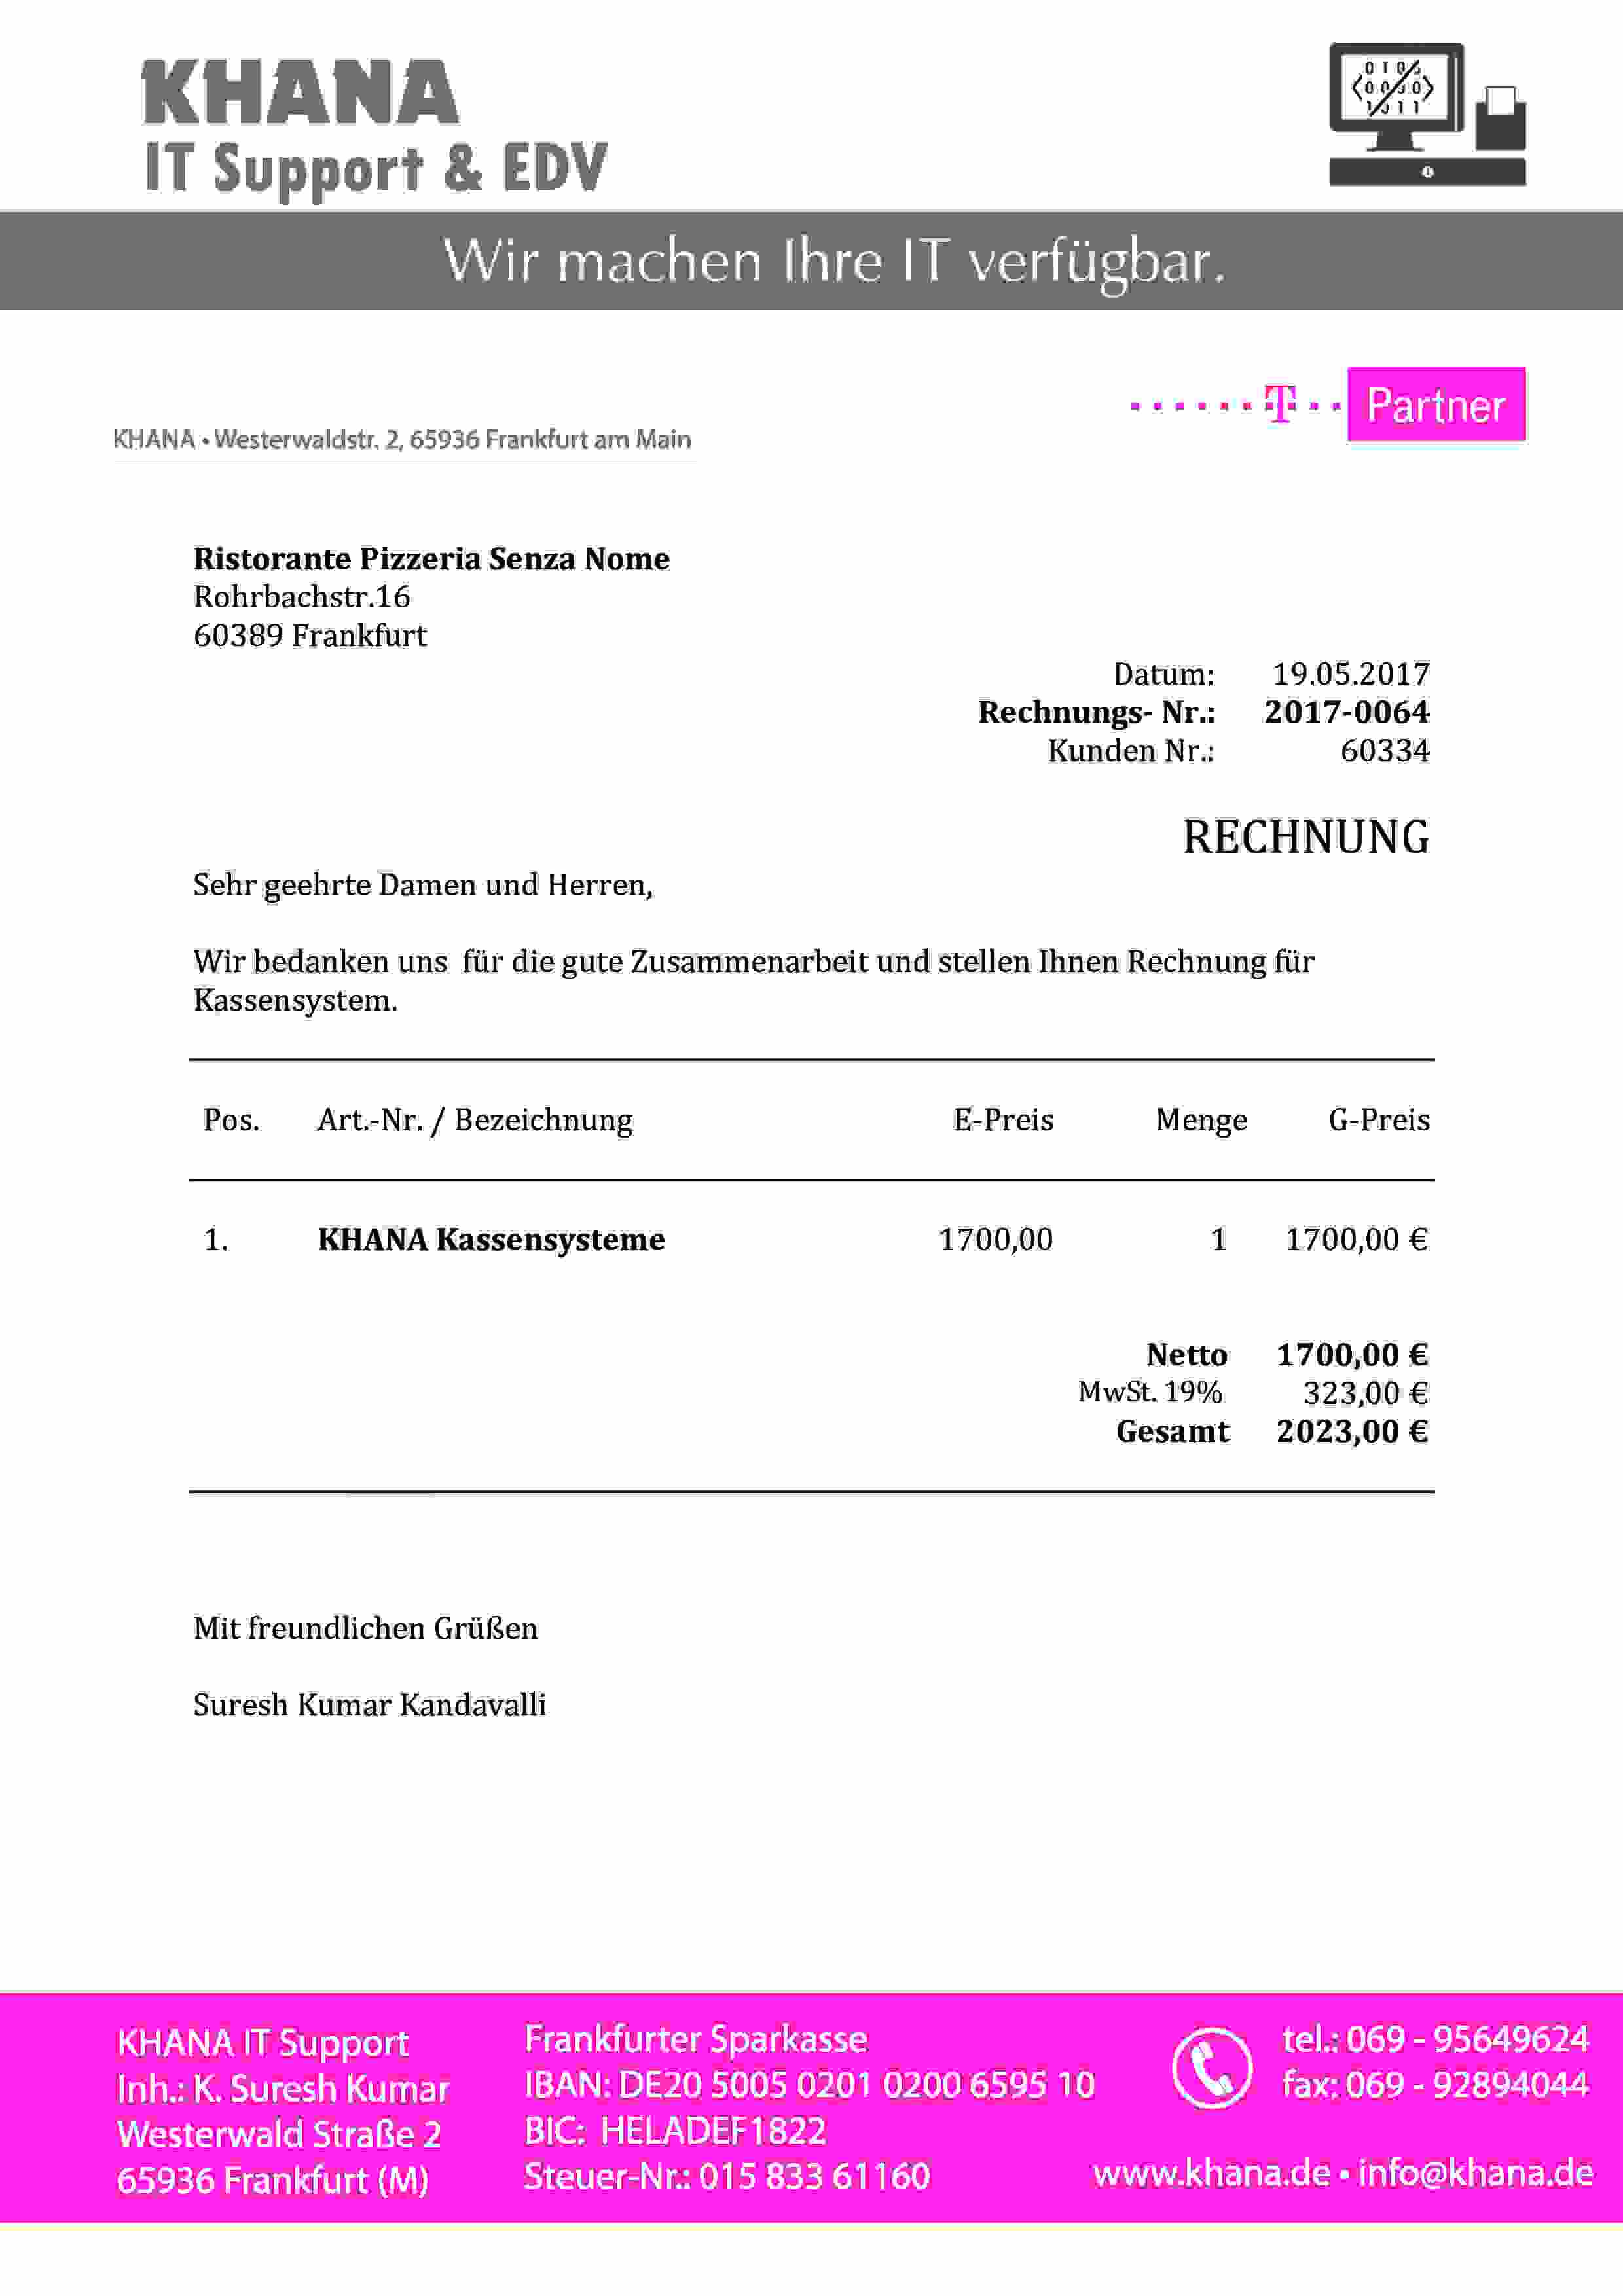 KHANA
IT Support & EDV
Wir machen Ihre IT verfügbar.
T Partner
KHANA • Westerwaldstr. 2, 65936 Frankfurt am Main
Ristorante Pizzeria Senza Nome
Rohrbachstr.16
60389 Frankfurt
Datum: 19.05.2017
Rechnungs- Nr.: 2017-0064
Kunden Nr.: 60334
RECHNUNG
Sehr geehrte Damen und Herren,
Wir bedanken uns für die gute Zusammenarbeit und stellen Ihnen Rechnung für
Kassensystem.
Pos. Art.-Nr. / Bezeichnung E-Preis Menge G-Preis
1. KHANA Kassensysteme 1700,00 1 1700,00 €
Netto 1700,00 €
MwSt. 19% 323,00 €
Gesamt 2023,00 €
Mit freundlichen Grüßen
Suresh Kumar Kandavalli
KHANA IT Support
Inh.: K. Suresh Kumar
Westerwald Straße 2
65936 Frankfurt (M)
Frankfurter Sparkasse
IBAN: DE20 5005 0201 0200 6595 10
BIC: HELADEF1822
Steuer-Nr.: 015 833 61160
tel.: 069 - 95649624
fax: 069 - 92894044
www.khana.de • info@khana.de